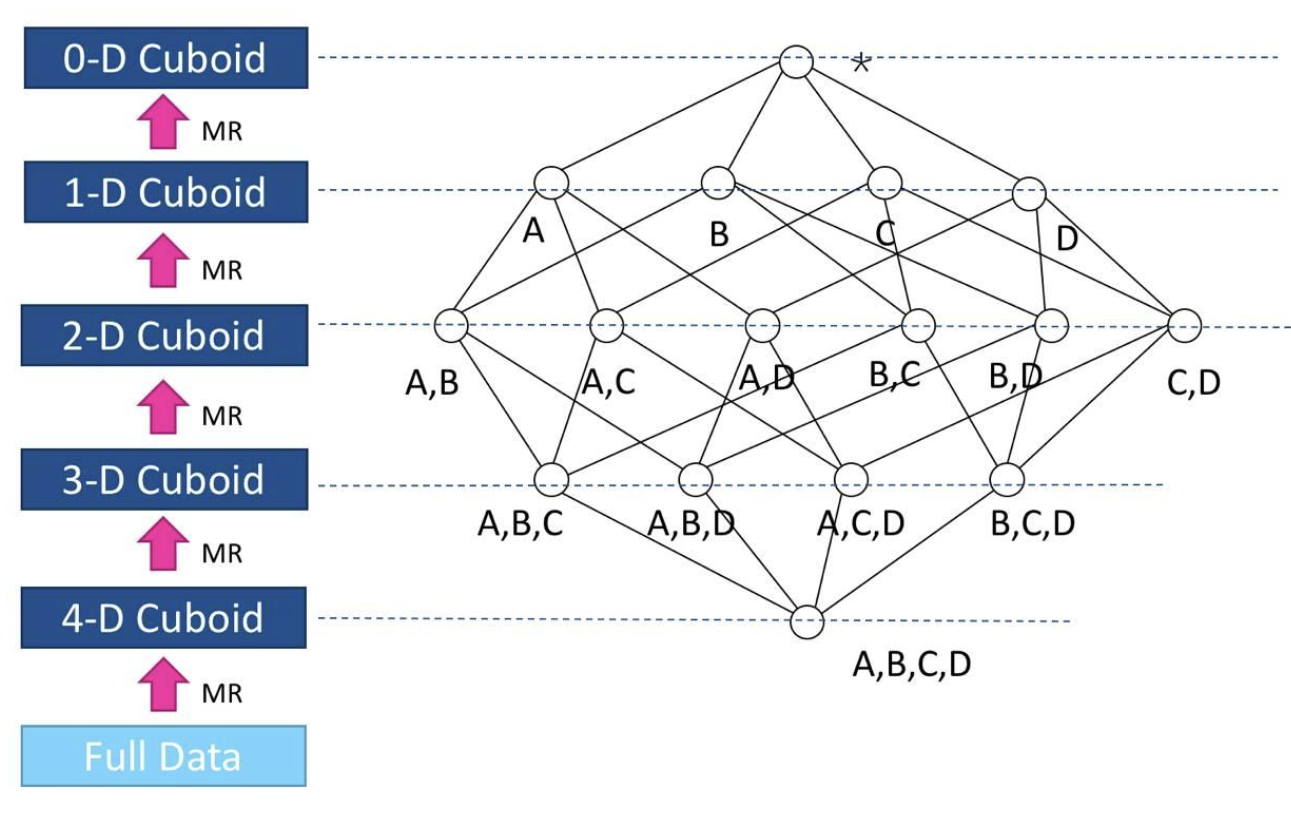 0-D Cuboid
*
MR
1-D Cuboid
A
B
C
D
MR
2-D Cuboid
A,B
A,C
A,D
B,C
B,D
C,D
MR
3-D Cuboid
A,B,C
A,B,D
A,C,D
B,C,D
MR
4-D Cuboid
A,B,C,D
MR
Full Data